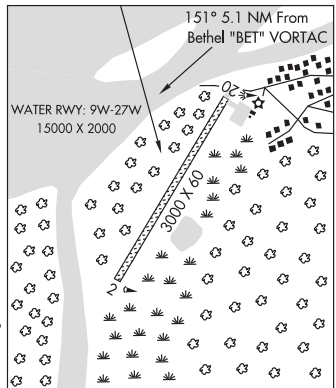 151° 5.1 NM From
Bethel "BET" VORTAC
WATER RWY: 9W-27W
15000 X 2000
20
3000 X 60
2